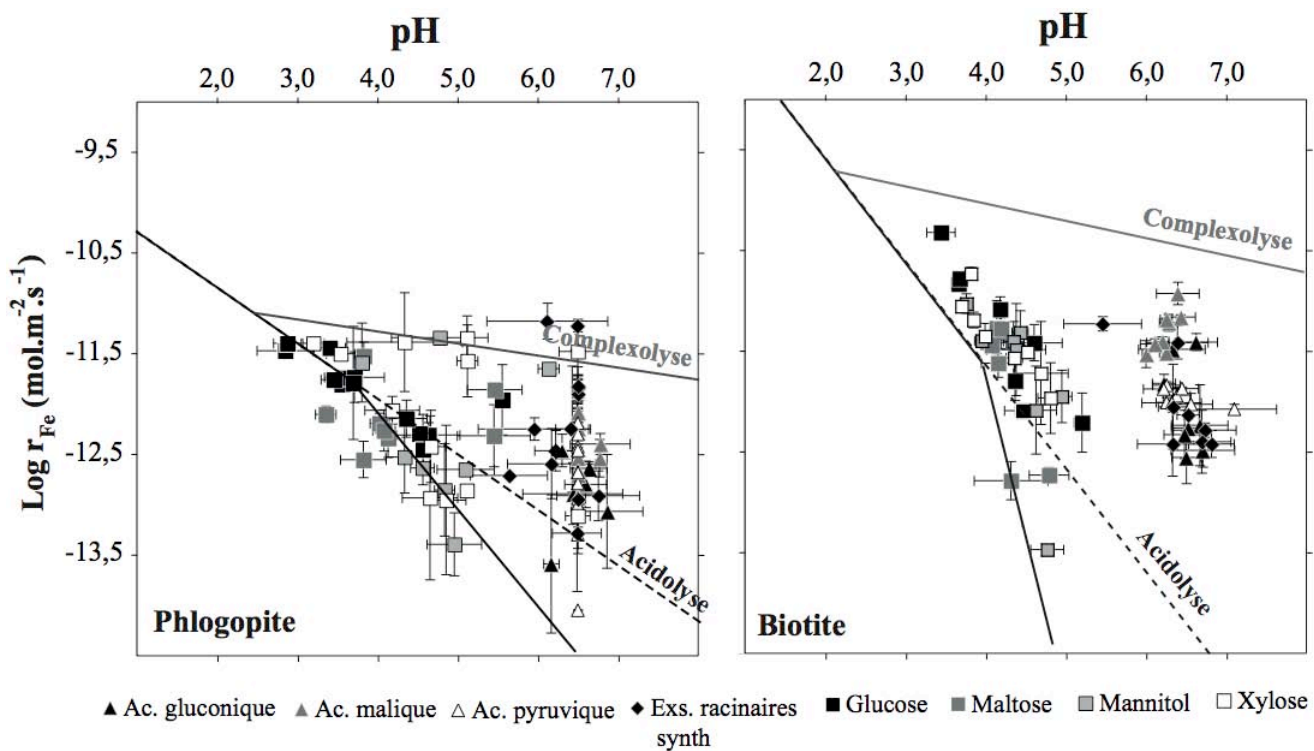 pH
pH
2,0 3,0 4,0 5,0 6,0 7,0
2,0 3,0 4,0 5,0 6,0 7,0
-9,5
-10,5
-11,5
-12,5
-13,5
Log r_Fe (mol.m⁻².s⁻¹)
Complexolyse
Acidolyse
Phlogopite
Complexolyse
Acidolyse
Biotite
▲ Ac. gluconique ▲ Ac. malique △ Ac. pyruvique ◆ Exs. racinaires ■ Glucose ■ Maltose ■ Mannitol □ Xylose
synth